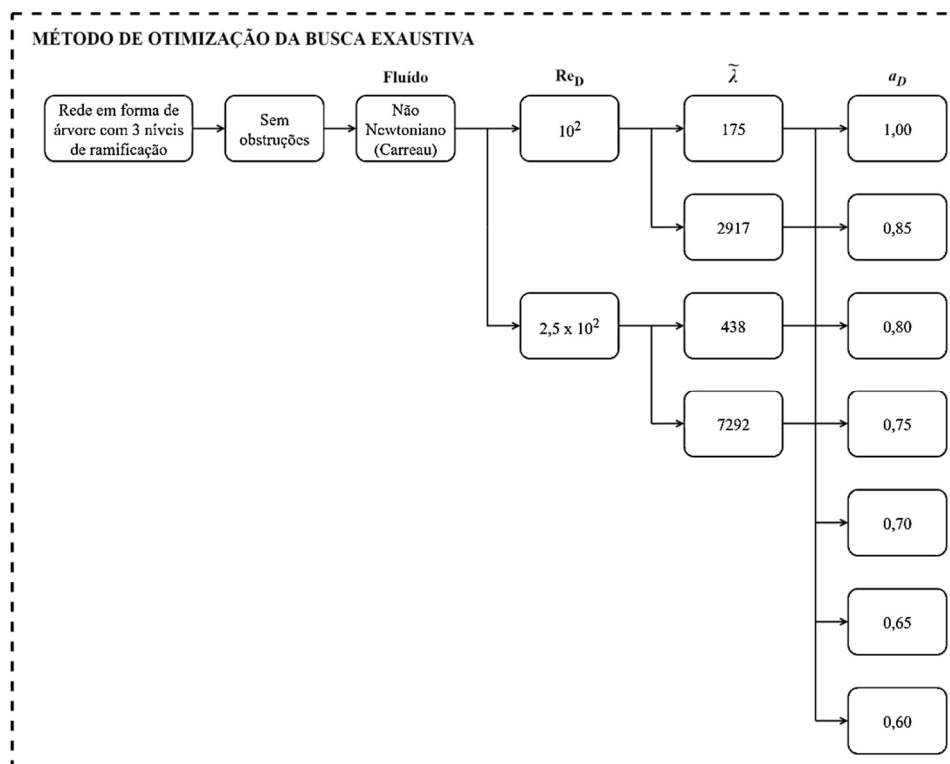 MÉTODO DE OTIMIZAÇÃO DA BUSCA EXAUSTIVA
Fluído
Re_D
λ̃
a_D
Rede em forma de
árvore com 3 níveis
de ramificação
Sem
obstruções
Não
Newtoniano
(Carreau)
10²
175
1,00
2917
0,85
2,5 x 10²
438
0,80
7292
0,75
0,70
0,65
0,60